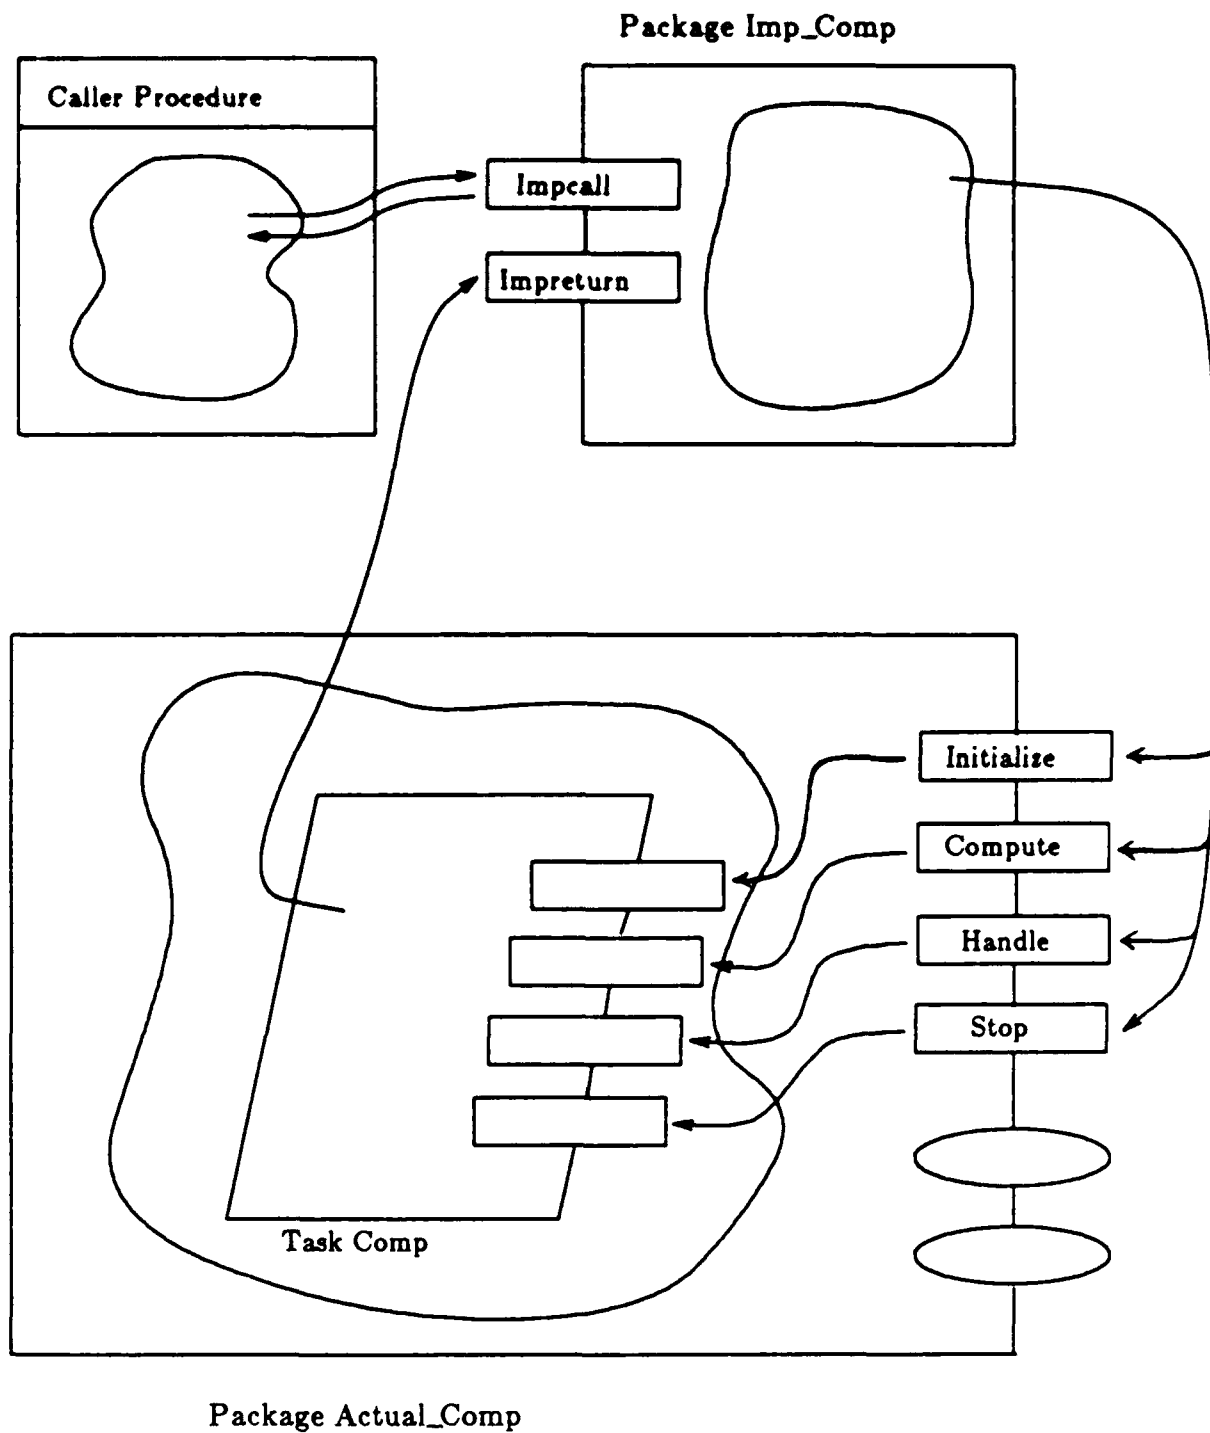 Package Imp_Comp
Caller Procedure
Impcall
Impreturn
Initialize
Compute
Handle
Stop
Task Comp
Package Actual_Comp